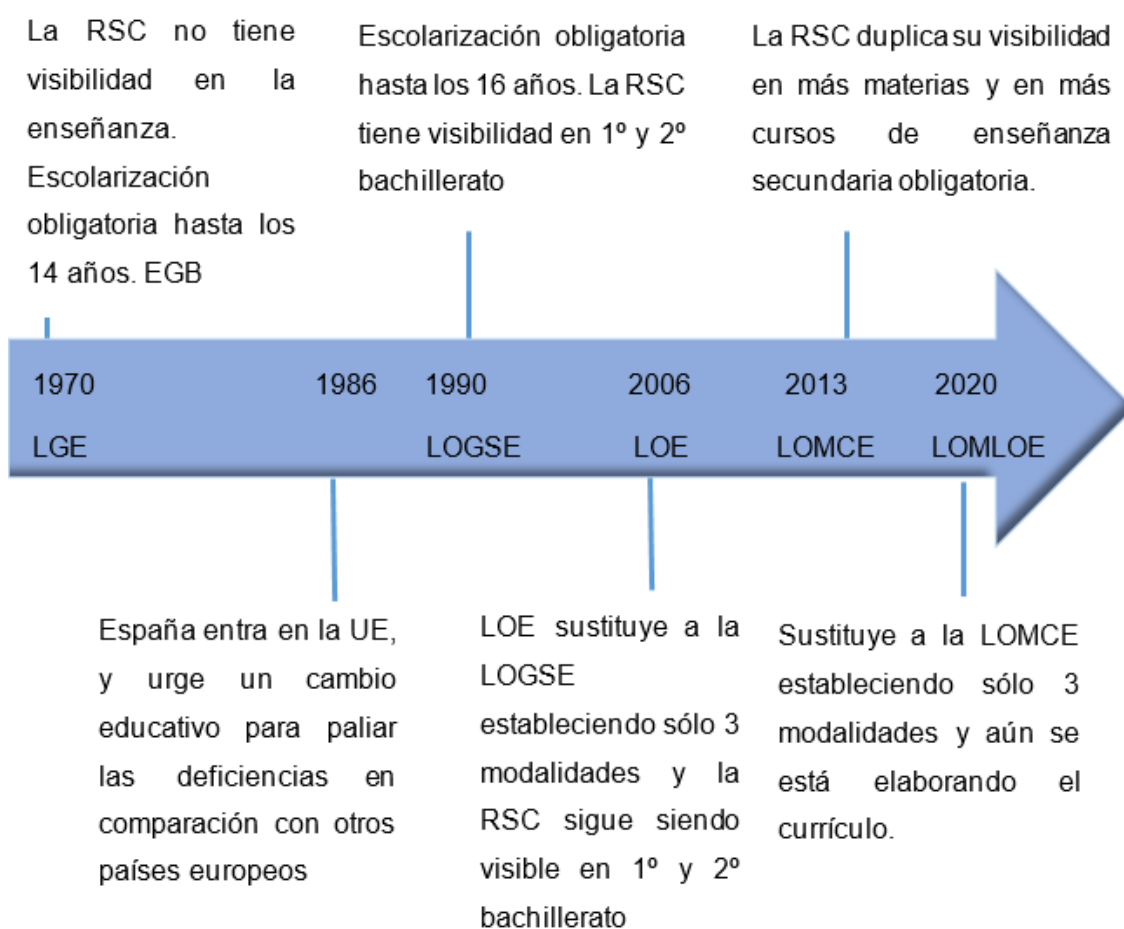 La RSC no tiene
visibilidad en la
enseñanza.
Escolarización
obligatoria hasta los
14 años. EGB
Escolarización obligatoria
hasta los 16 años. La RSC
tiene visibilidad en 1º y 2º
bachillerato
La RSC duplica su visibilidad
en más materias y en más
cursos de enseñanza
secundaria obligatoria.
1970 1986 1990 2006 2013 2020
LGE LOGSE LOE LOMCE LOMLOE
España entra en la UE,
y urge un cambio
educativo para paliar
las deficiencias en
comparación con otros
países europeos
LOE sustituye a la
LOGSE
estableciendo sólo 3
modalidades y la
RSC sigue siendo
visible en 1º y 2º
bachillerato
Sustituye a la LOMCE
estableciendo sólo 3
modalidades y aún se
está elaborando el
currículo.